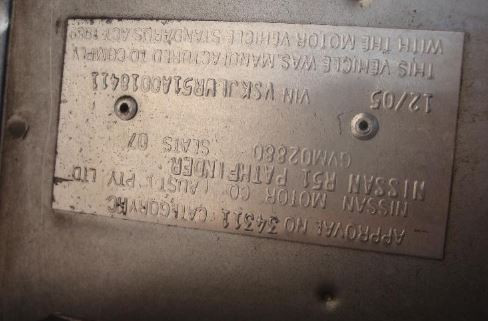 APPROVAL NO 34311 CATEGORY MC
NISSAN MOTOR CO (AUST) PTY LTD
NISSAN R51 PATHFINDER
GVM02880 SEATS 07
12/05 VIN VSKJLWR51A0018411
THIS VEHICLE WAS MANUFACTURED TO COMPLY
WITH THE MOTOR VEHICLE STANDARDS ACT 1989